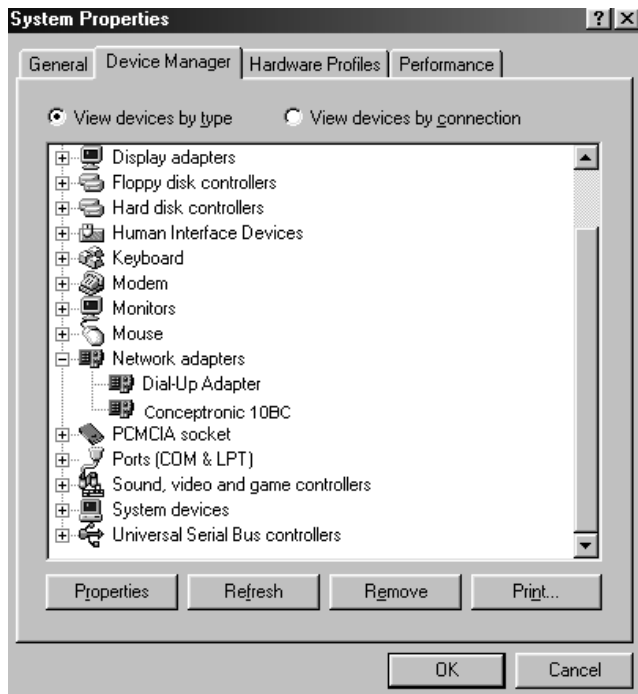 System Properties
General Device Manager Hardware Profiles Performance
View devices by type View devices by connection
Display adapters
Floppy disk controllers
Hard disk controllers
Human Interface Devices
Keyboard
Modem
Monitors
Mouse
Network adapters
Dial-Up Adapter
Conceptronic 10BC
PCMCIA socket
Ports (COM & LPT)
Sound, video and game controllers
System devices
Universal Serial Bus controllers
Properties Refresh Remove Print...
OK Cancel